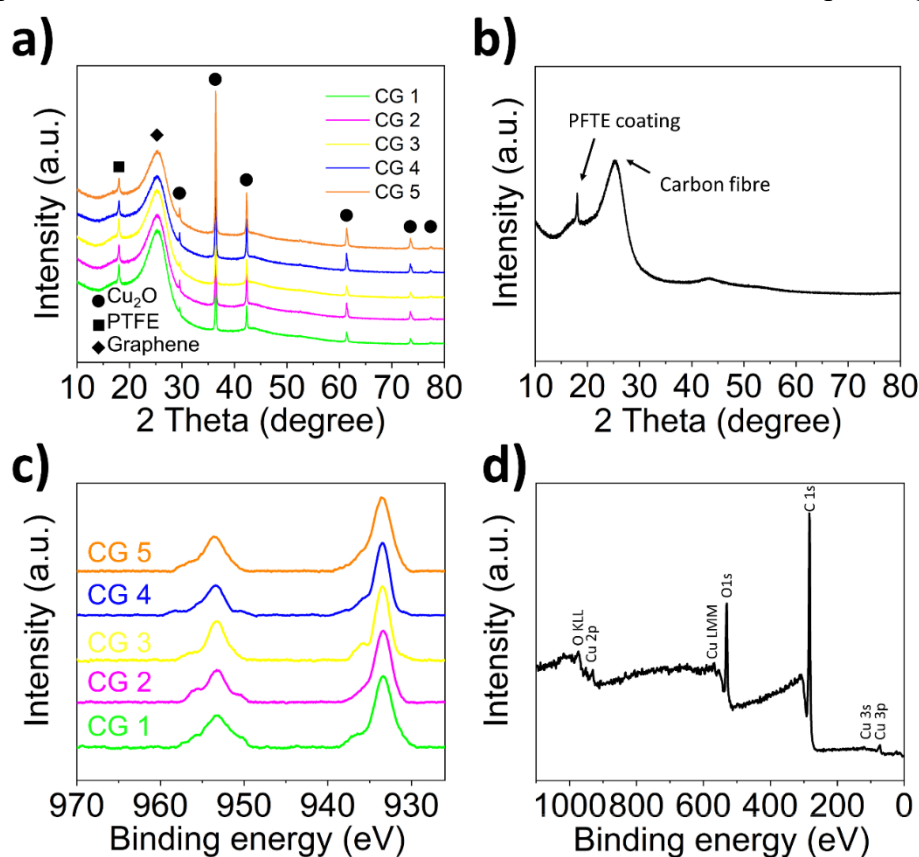 a)
Intensity (a.u.)
CG 1
CG 2
CG 3
CG 4
CG 5
Cu₂O
PTFE
Graphene
10 20 30 40 50 60 70 80
2 Theta (degree)
b)
Intensity (a.u.)
PFTE coating
Carbon fibre
10 20 30 40 50 60 70 80
2 Theta (degree)
c)
Intensity (a.u.)
CG 5
CG 4
CG 3
CG 2
CG 1
970 960 950 940 930
Binding energy (eV)
d)
Intensity (a.u.)
O KLL
Cu 2p
Cu LMM
O1s
C 1s
Cu 3s
Cu 3p
1000 800 600 400 200 0
Binding energy (eV)